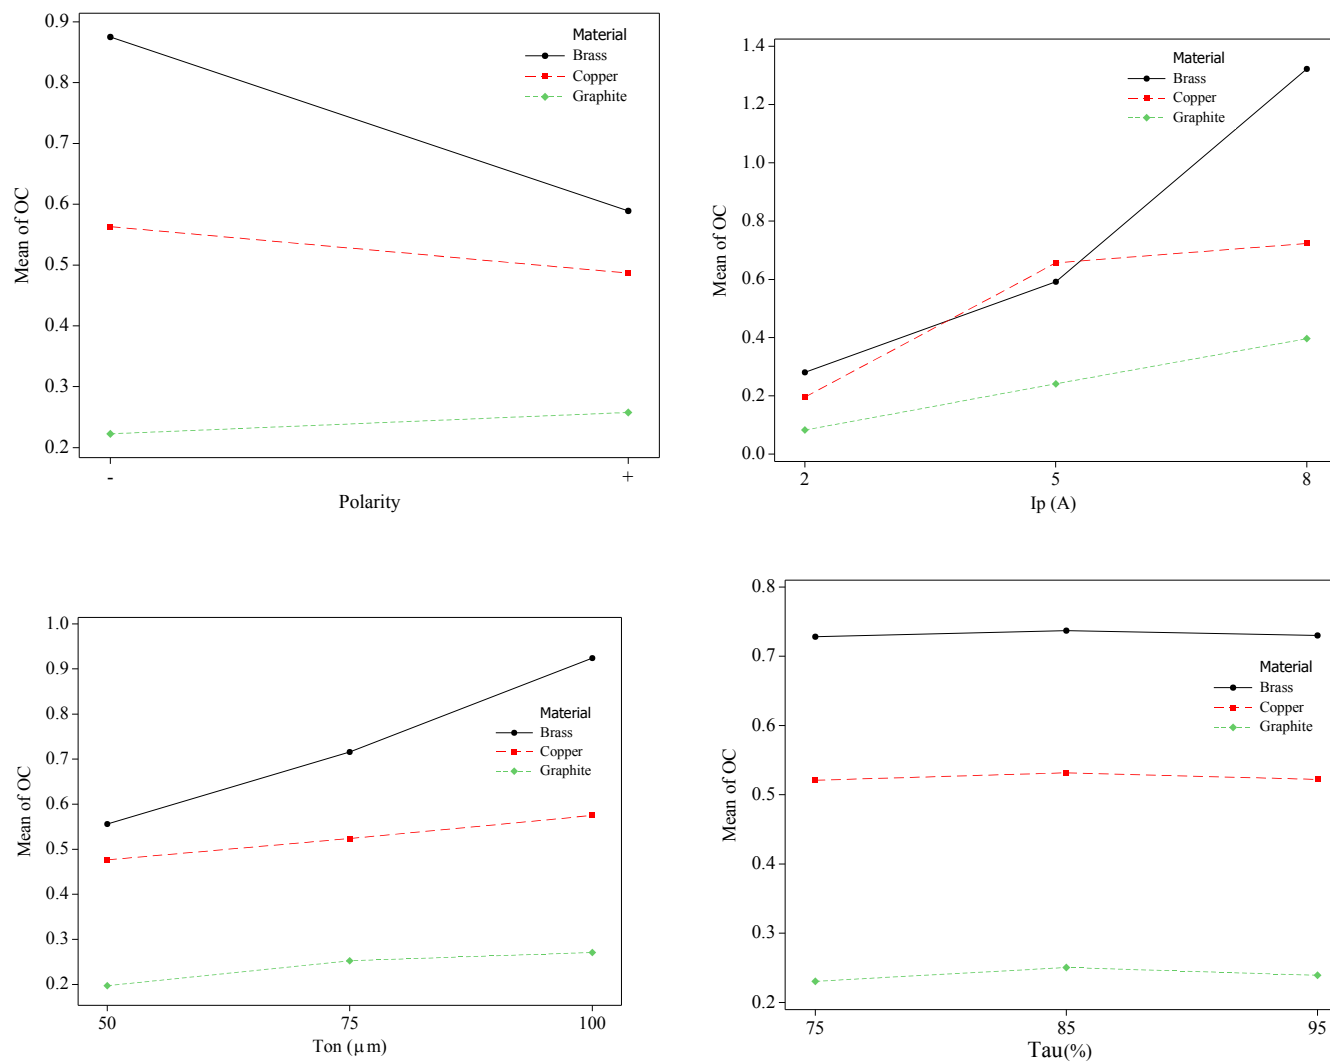 0.9
0.8
0.7
0.6
0.5
0.4
0.3
0.2
Mean of OC
Material
Brass
Copper
Graphite
-
+
Polarity
1.4
1.2
1.0
0.8
0.6
0.4
0.2
0.0
Mean of OC
Material
Brass
Copper
Graphite
2 5 8
Ip (A)
1.0
0.9
0.8
0.7
0.6
0.5
0.4
0.3
0.2
Mean of OC
Material
Brass
Copper
Graphite
50 75 100
Ton (μm)
0.8
0.7
0.6
0.5
0.4
0.3
0.2
Mean of OC
Material
Brass
Copper
Graphite
75 85 95
Tau(%)